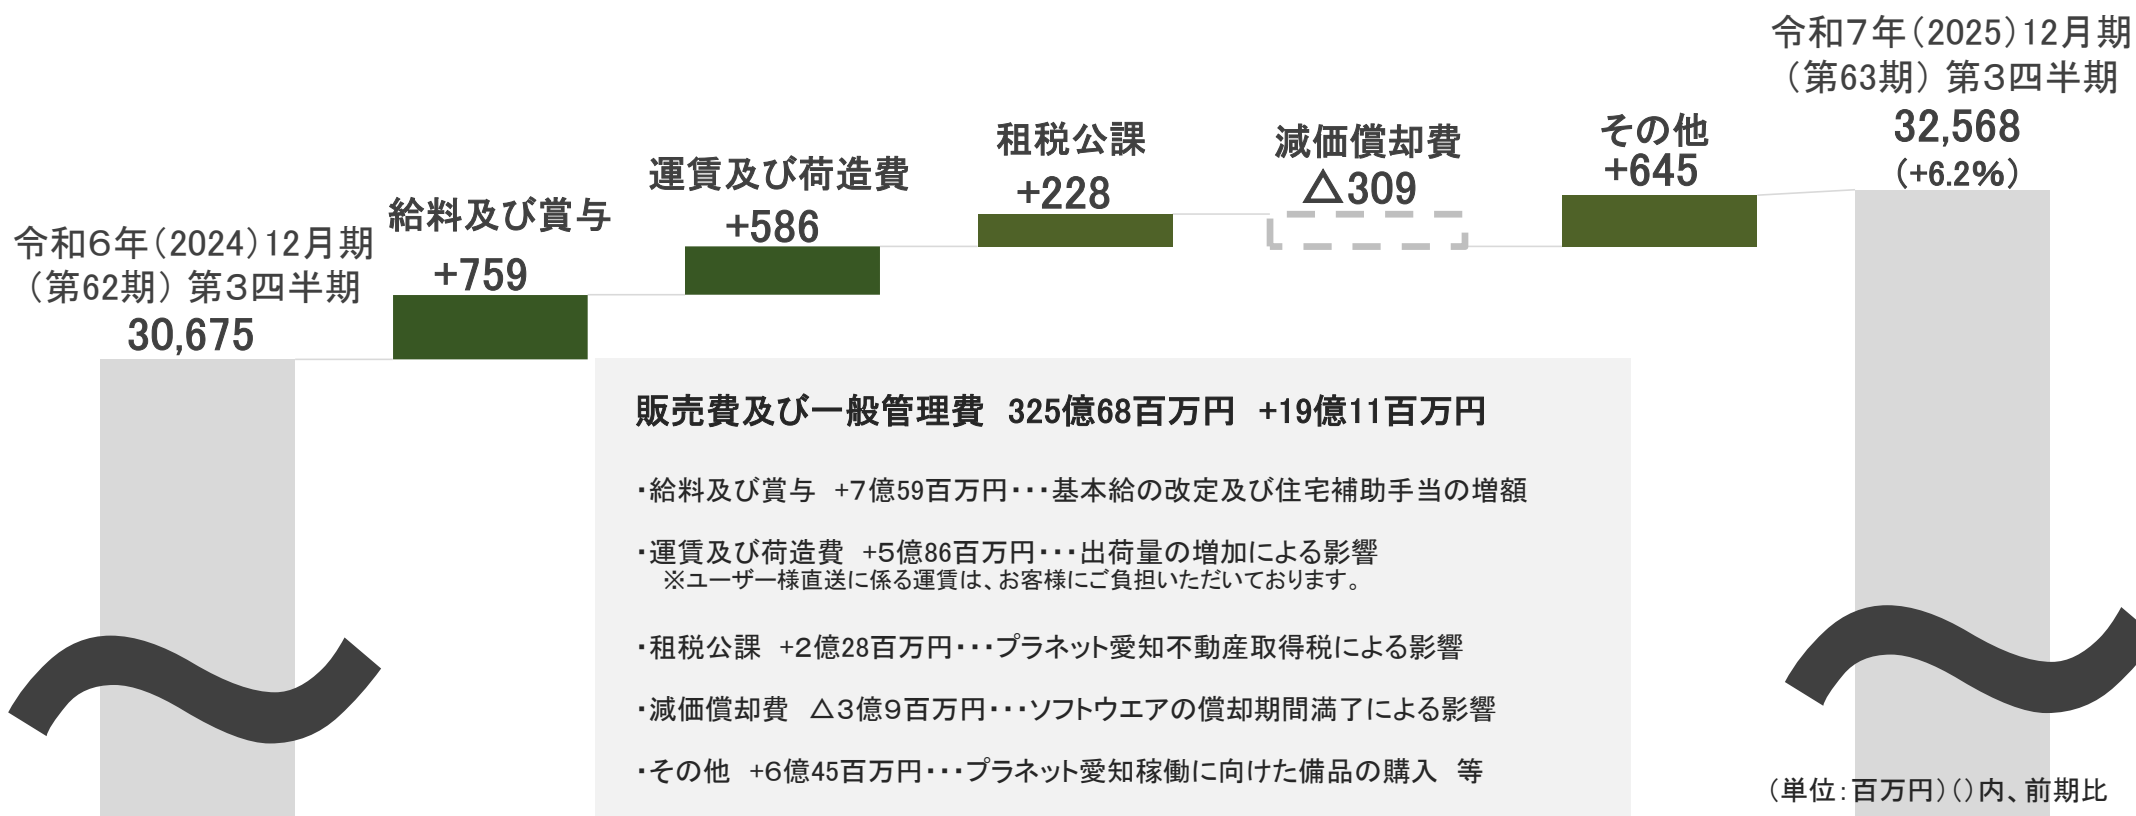 令和6年(2024)12月期
(第62期) 第3四半期
30,675
給料及び賞与
+759
運賃及び荷造費
+586
租税公課
+228
減価償却費
△309
その他
+645
令和7年(2025)12月期
(第63期) 第3四半期
32,568
(+6.2%)
販売費及び一般管理費 325億68百万円 +19億11百万円
・給料及び賞与 +7億59百万円・・・基本給の改定及び住宅補助手当の増額
・運賃及び荷造費 +5億86百万円・・・出荷量の増加による影響
※ユーザー様直送に係る運賃は、お客様にご負担いただいております。
・租税公課 +2億28百万円・・・プラネット愛知不動産取得税による影響
・減価償却費 △3億9百万円・・・ソフトウエアの償却期間満了による影響
・その他 +6億45百万円・・・プラネット愛知稼働に向けた備品の購入 等
(単位:百万円)()内、前期比